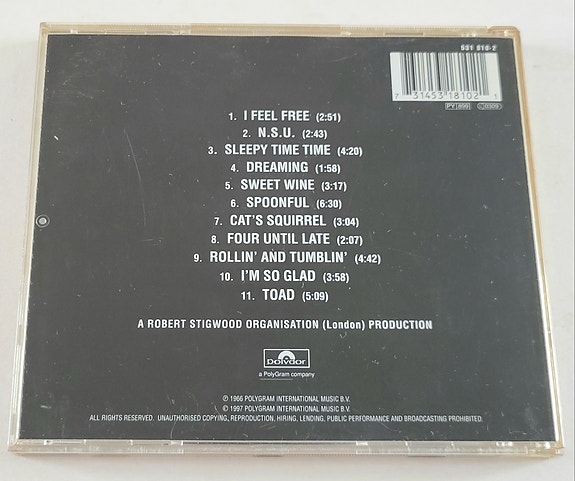 531 810-2
7 31453 18102 1
PY 899
1. I FEEL FREE (2:51)
2. N.S.U. (2:43)
3. SLEEPY TIME TIME (4:20)
4. DREAMING (1:58)
5. SWEET WINE (3:17)
6. SPOONFUL (6:30)
7. CAT'S SQUIRREL (3:04)
8. FOUR UNTIL LATE (2:07)
9. ROLLIN' AND TUMBLIN' (4:42)
10. I'M SO GLAD (3:58)
11. TOAD (5:09)
A ROBERT STIGWOOD ORGANISATION (London) PRODUCTION
polydor
a PolyGram company
℗ 1966 POLYGRAM INTERNATIONAL MUSIC B.V.
© 1997 POLYGRAM INTERNATIONAL MUSIC B.V.
ALL RIGHTS RESERVED. UNAUTHORISED COPYING, REPRODUCTION, HIRING, LENDING, PUBLIC PERFORMANCE AND BROADCASTING PROHIBITED.